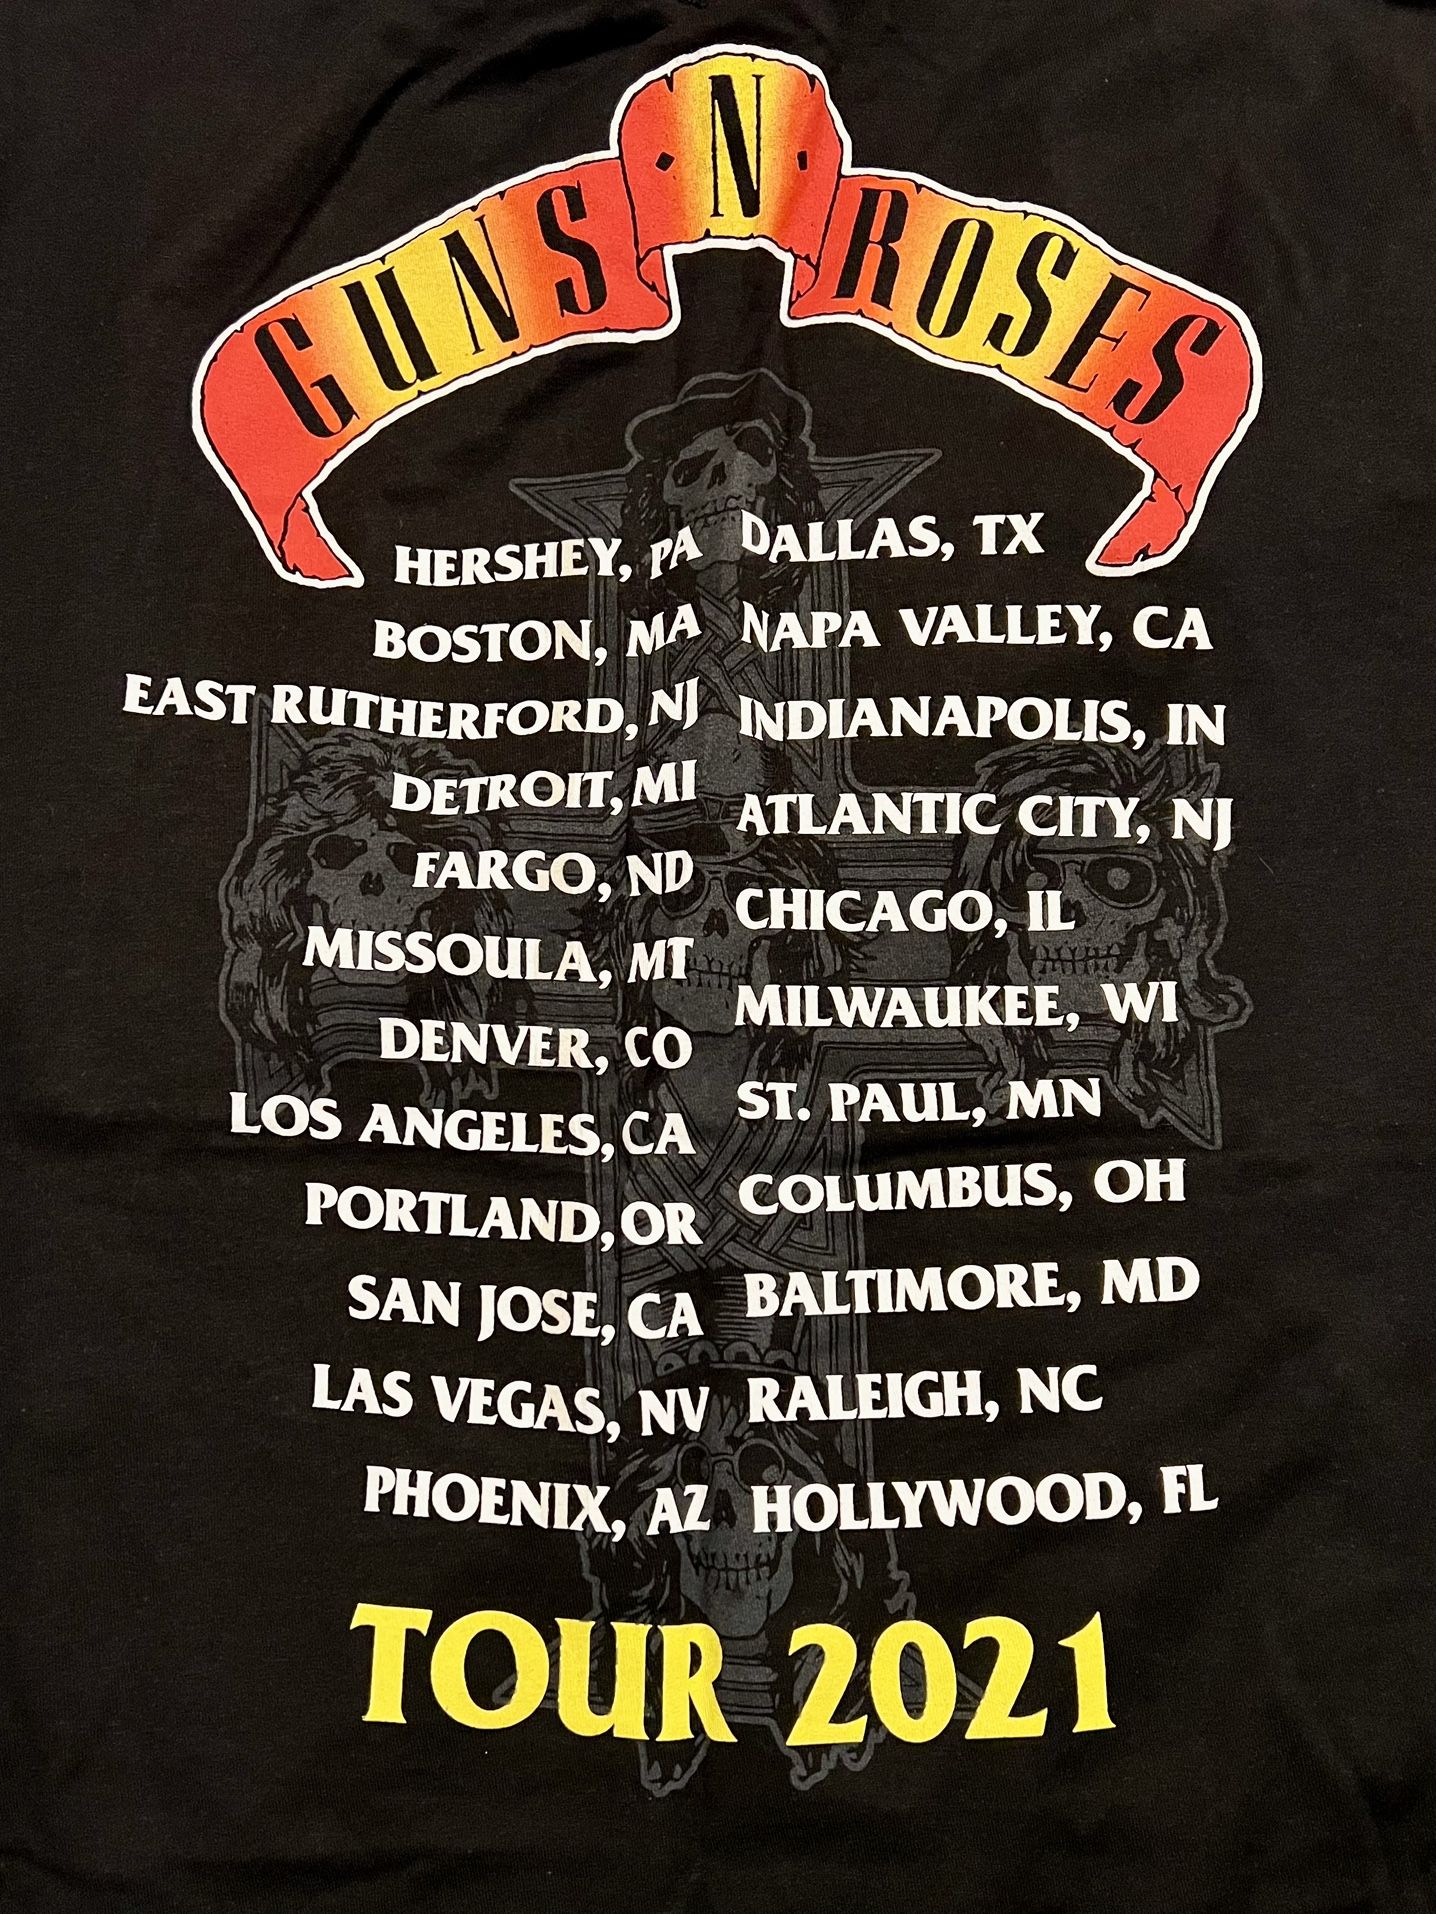 GUNS N' ROSES
HERSHEY, PA
BOSTON, MA
EAST RUTHERFORD, NJ
DETROIT, MI
FARGO, ND
MISSOULA, MT
DENVER, CO
LOS ANGELES, CA
PORTLAND, OR
SAN JOSE, CA
LAS VEGAS, NV
PHOENIX, AZ
DALLAS, TX
NAPA VALLEY, CA
INDIANAPOLIS, IN
ATLANTIC CITY, NJ
CHICAGO, IL
MILWAUKEE, WI
ST. PAUL, MN
COLUMBUS, OH
BALTIMORE, MD
RALEIGH, NC
HOLLYWOOD, FL
TOUR 2021